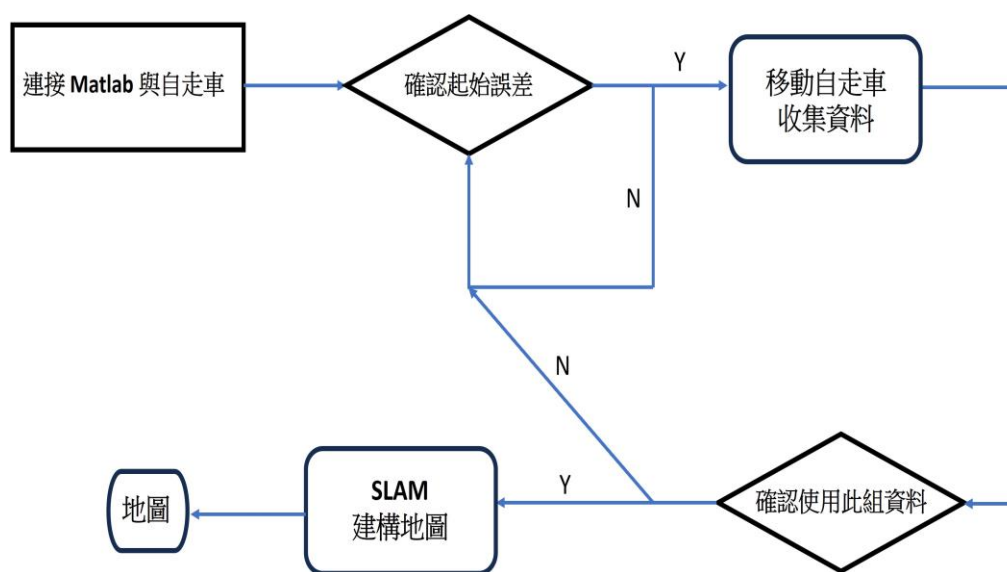 連接 Matlab 與自走車
確認起始誤差
Y
移動自走車
收集資料
N
N
確認使用此組資料
Y
SLAM
建構地圖
地圖